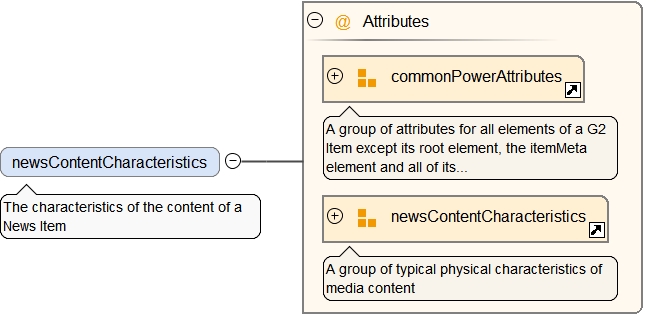 @ Attributes
commonPowerAttributes
A group of attributes for all elements of a G2
Item except its root element, the itemMeta
element and all of its...
newsContentCharacteristics
The characteristics of the content of a
News Item
newsContentCharacteristics
A group of typical physical characteristics of
media content